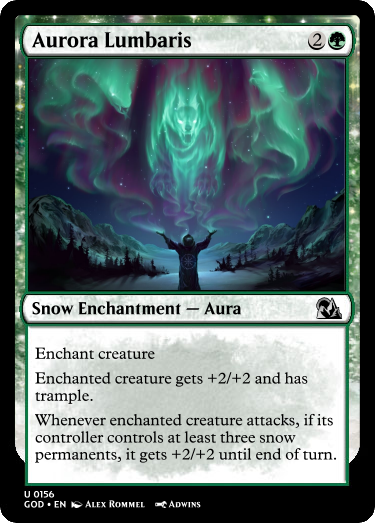 Aurora Lumbaris 2
Snow Enchantment — Aura
Enchant creature
Enchanted creature gets +2/+2 and has
trample.
Whenever enchanted creature attacks, if its
controller controls at least three snow
permanents, it gets +2/+2 until end of turn.
U 0156
GOD • EN Alex Rommel Adwins